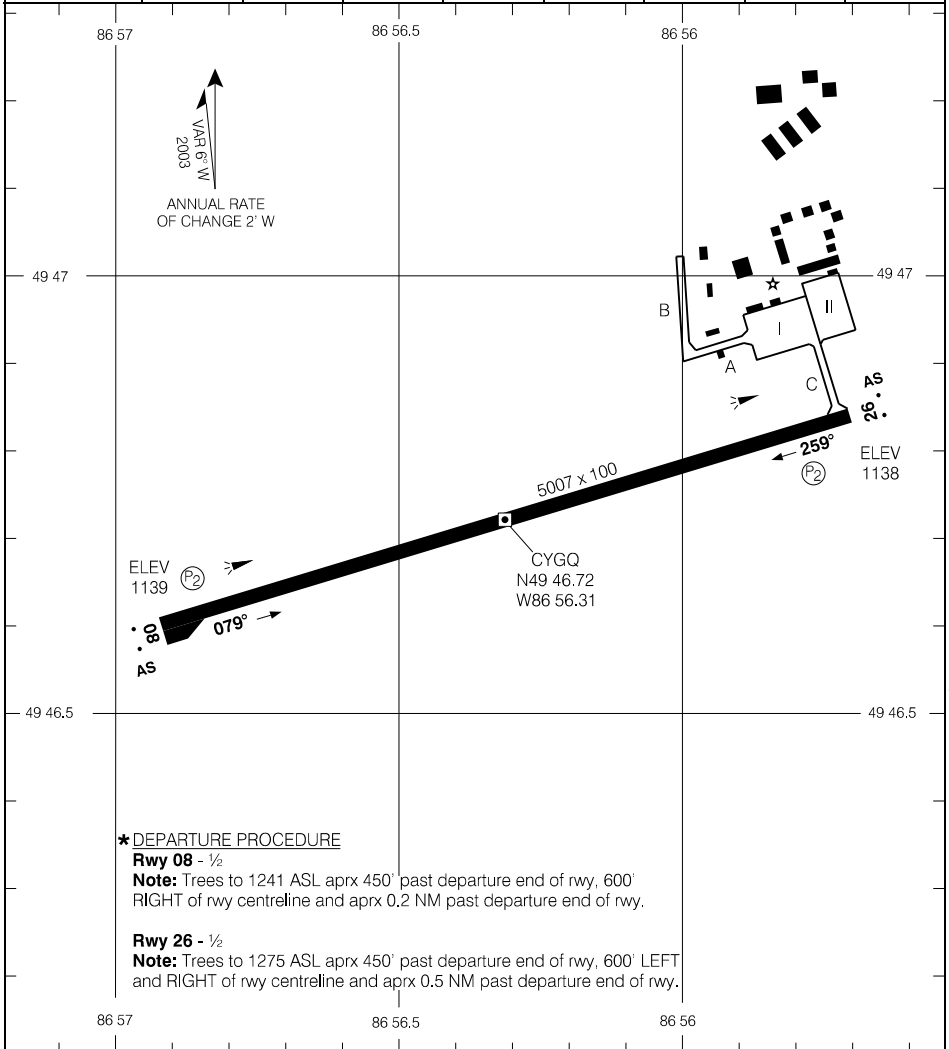 86 57
86 56.5
86 56
VAR 6° W
2003
ANNUAL RATE
OF CHANGE 2' W
49 47
49 47
B
I
II
A
C
AS
26
259°
P2
ELEV
1138
5007 x 100
CYGQ
N49 46.72
W86 56.31
ELEV
1139
P2
079°
08
AS
49 46.5
49 46.5
* DEPARTURE PROCEDURE
Rwy 08 - ½
Note: Trees to 1241 ASL aprx 450' past departure end of rwy, 600'
RIGHT of rwy centreline and aprx 0.2 NM past departure end of rwy.
Rwy 26 - ½
Note: Trees to 1275 ASL aprx 450' past departure end of rwy, 600' LEFT
and RIGHT of rwy centreline and aprx 0.5 NM past departure end of rwy.
86 57
86 56.5
86 56